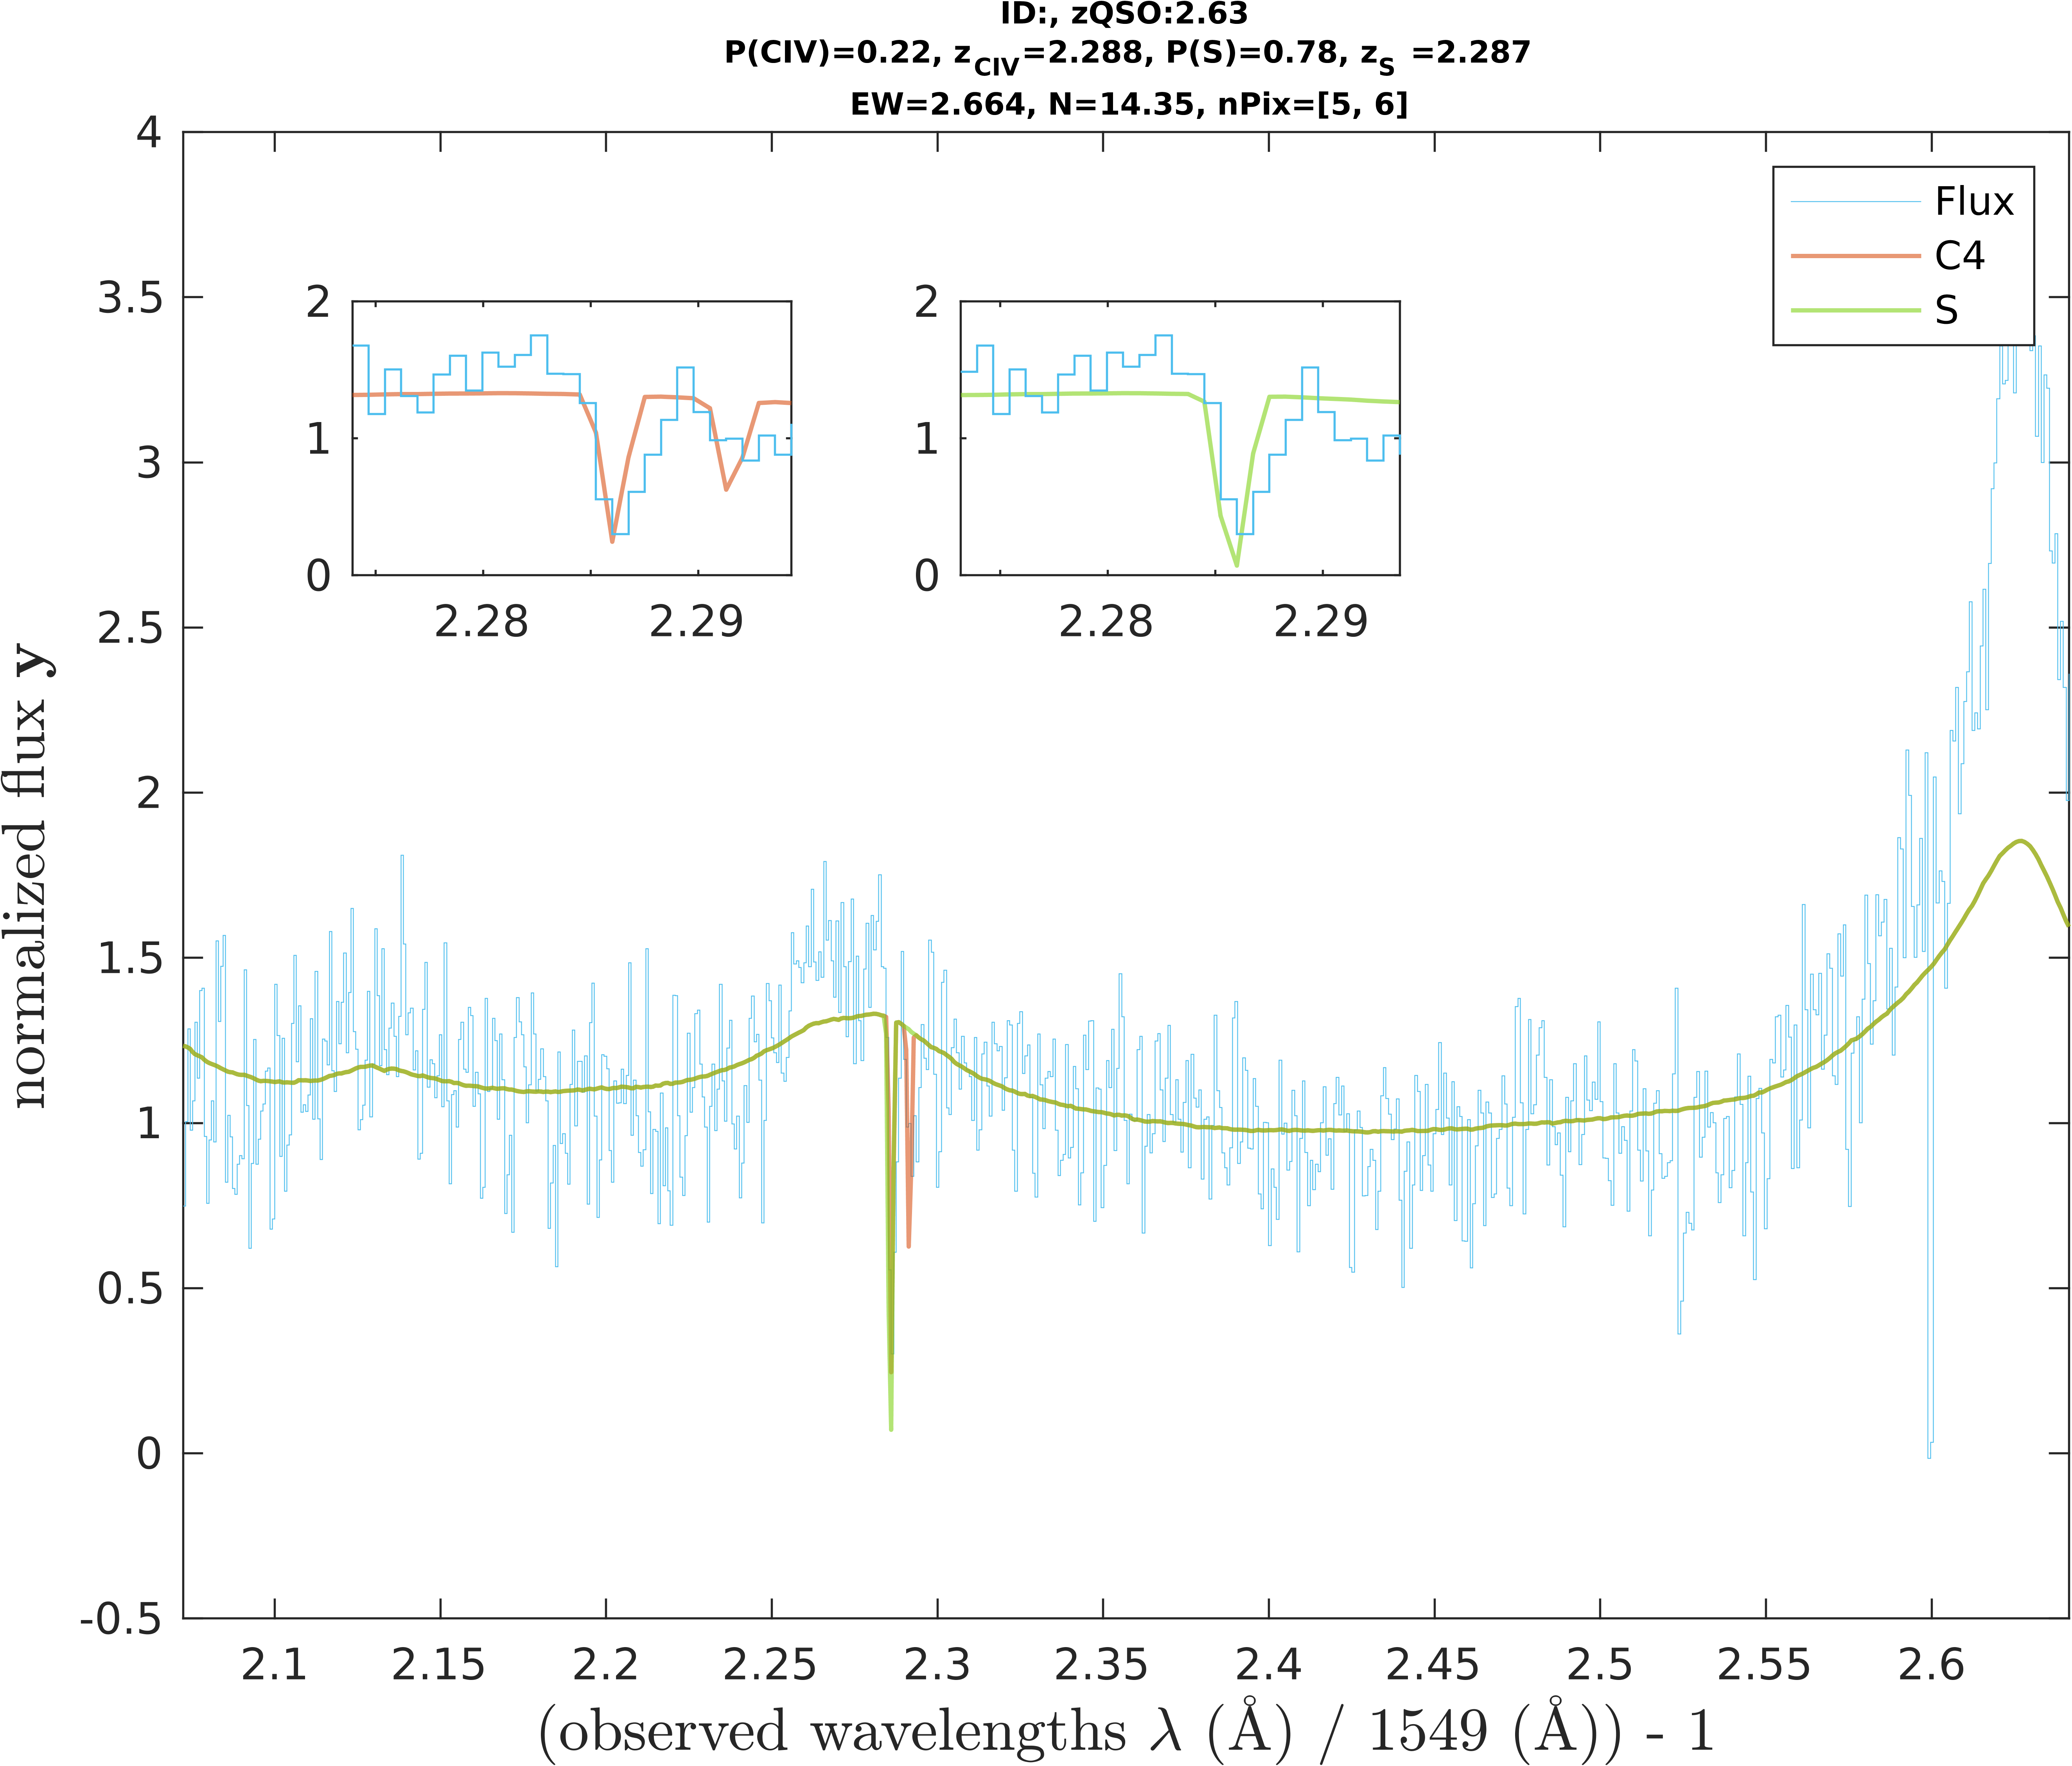 ID:, zQSO:2.63
P(CIV)=0.22, zCIV=2.288, P(S)=0.78, zS =2.287
EW=2.664, N=14.35, nPix=[5, 6]
4
3.5
3
2.5
2
1.5
1
0.5
0
-0.5
normalized flux y
Flux
C4
S
2
1
0
2.28 2.29
2
1
0
2.28 2.29
2.1 2.15 2.2 2.25 2.3 2.35 2.4 2.45 2.5 2.55 2.6
(observed wavelengths λ (Å) / 1549 (Å)) - 1